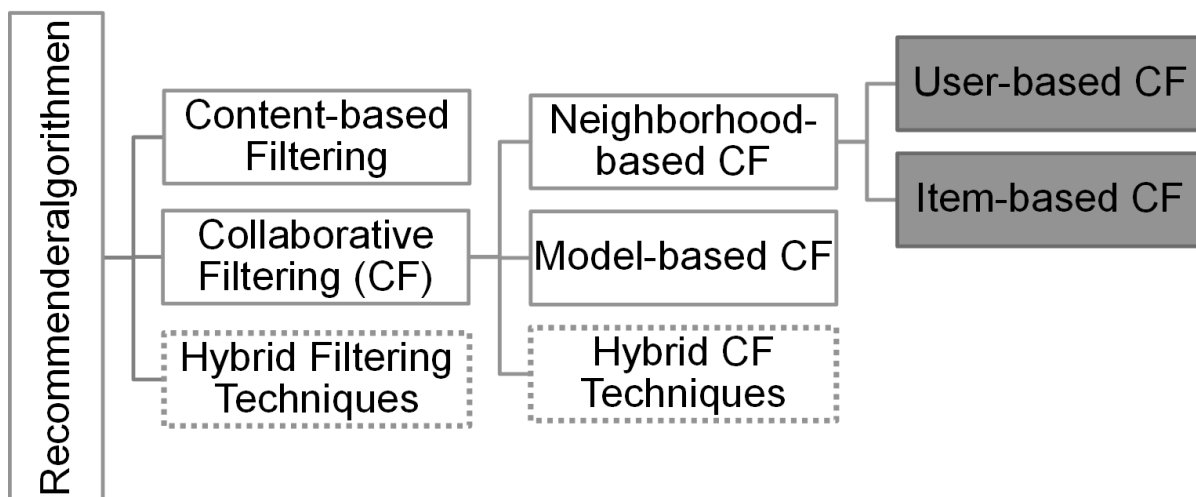 Recommenderalgorithmen
Content-based
Filtering
Collaborative
Filtering (CF)
Hybrid Filtering
Techniques
Neighborhood-
based CF
Model-based CF
Hybrid CF
Techniques
User-based CF
Item-based CF